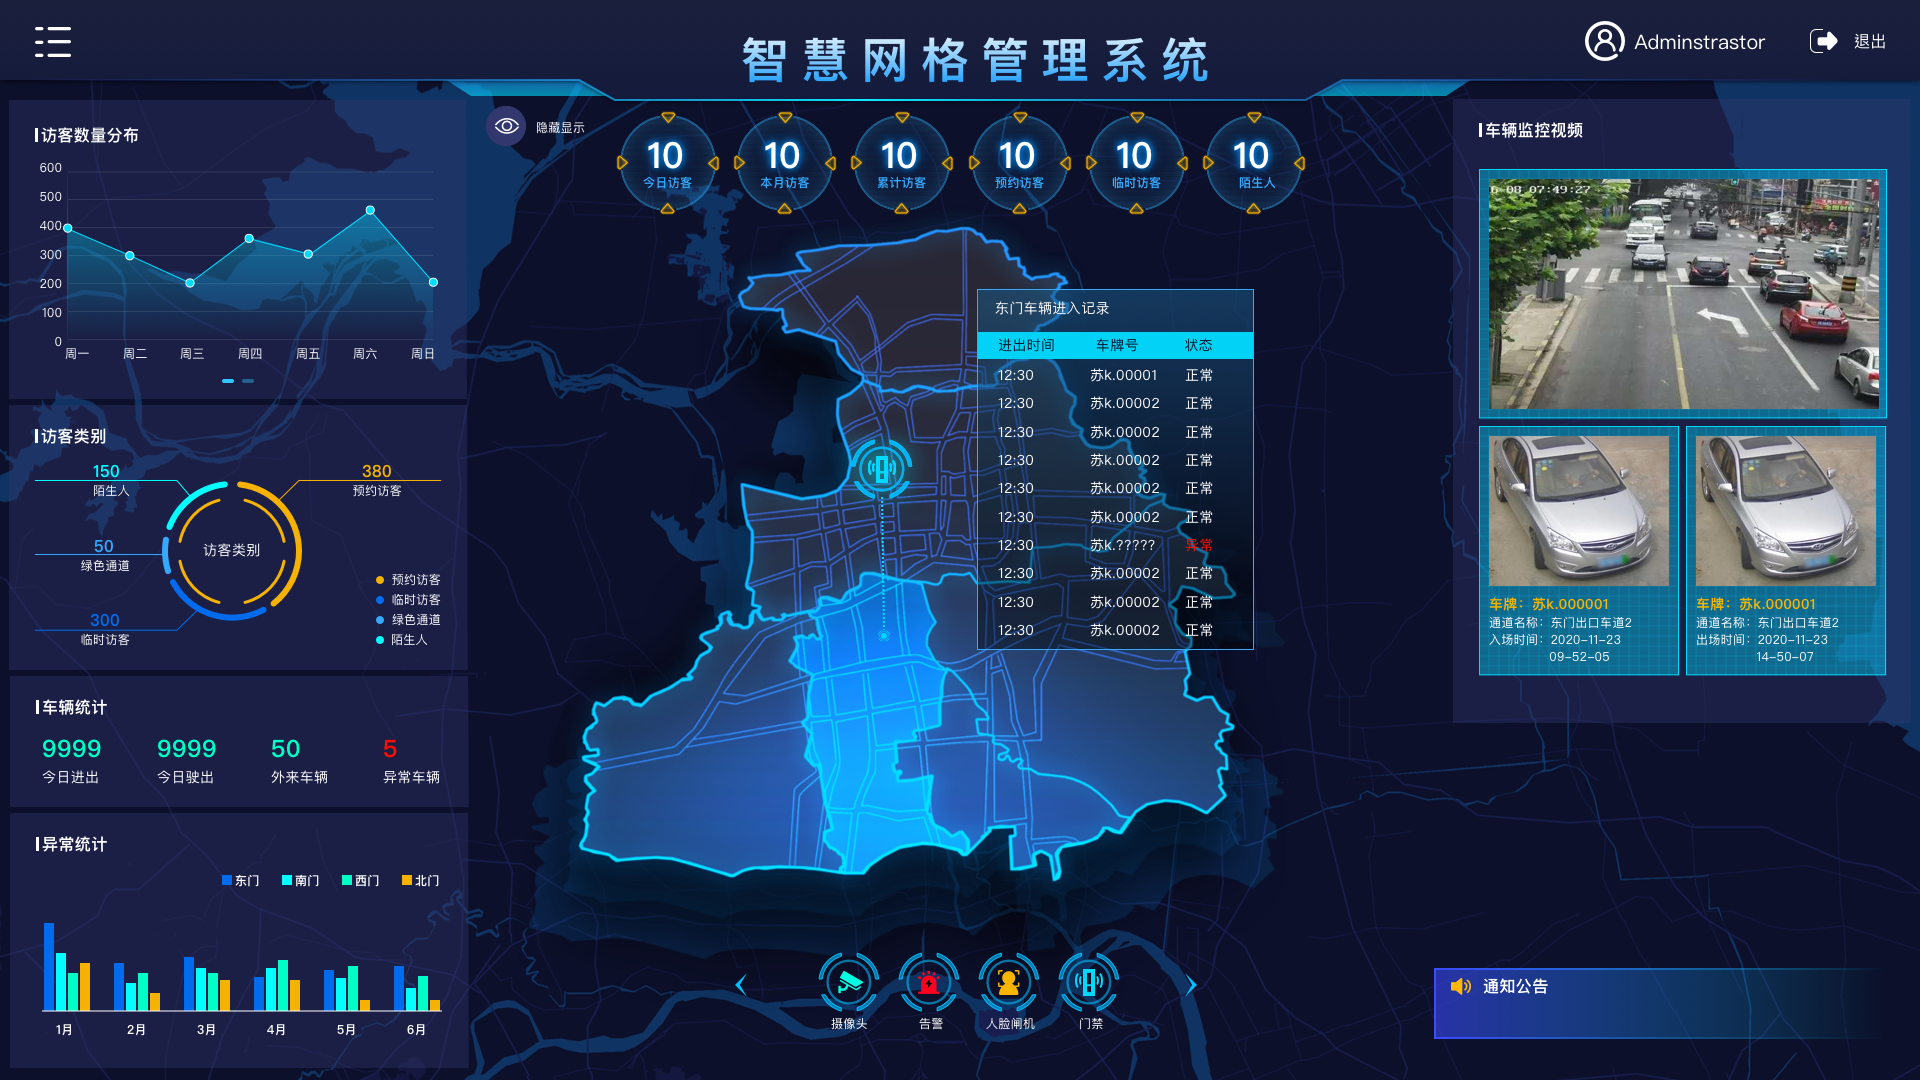 智慧网格管理系统
Adminstrastor
退出
访客数量分布
600
500
400
300
200
100
0
周一 周二 周三 周四 周五 周六 周日
访客类别
150
陌生人
380
预约访客
50
绿色通道
访客类别
300
临时访客
预约访客
临时访客
绿色通道
陌生人
车辆统计
9999 9999 50 5
今日进出 今日驶出 外来车辆 异常车辆
异常统计
东门 南门 西门 北门
1月 2月 3月 4月 5月 6月
隐藏显示
10 10 10 10 10 10
今日访客 本月访客 累计访客 预约访客 临时访客 陌生人
东门车辆进入记录
进出时间 车牌号 状态
12:30 苏k.00001 正常
12:30 苏k.00002 正常
12:30 苏k.00002 正常
12:30 苏k.00002 正常
12:30 苏k.00002 正常
12:30 苏k.00002 正常
12:30 苏k.????? 异常
12:30 苏k.00002 正常
12:30 苏k.00002 正常
12:30 苏k.00002 正常
摄像头 告警 人脸闸机 门禁
车辆监控视频
07:49:27
车牌：苏k.000001
通道名称：东门出口车道2
入场时间：2020-11-23
09-52-05
车牌：苏k.000001
通道名称：东门出口车道2
出场时间：2020-11-23
14-50-07
通知公告